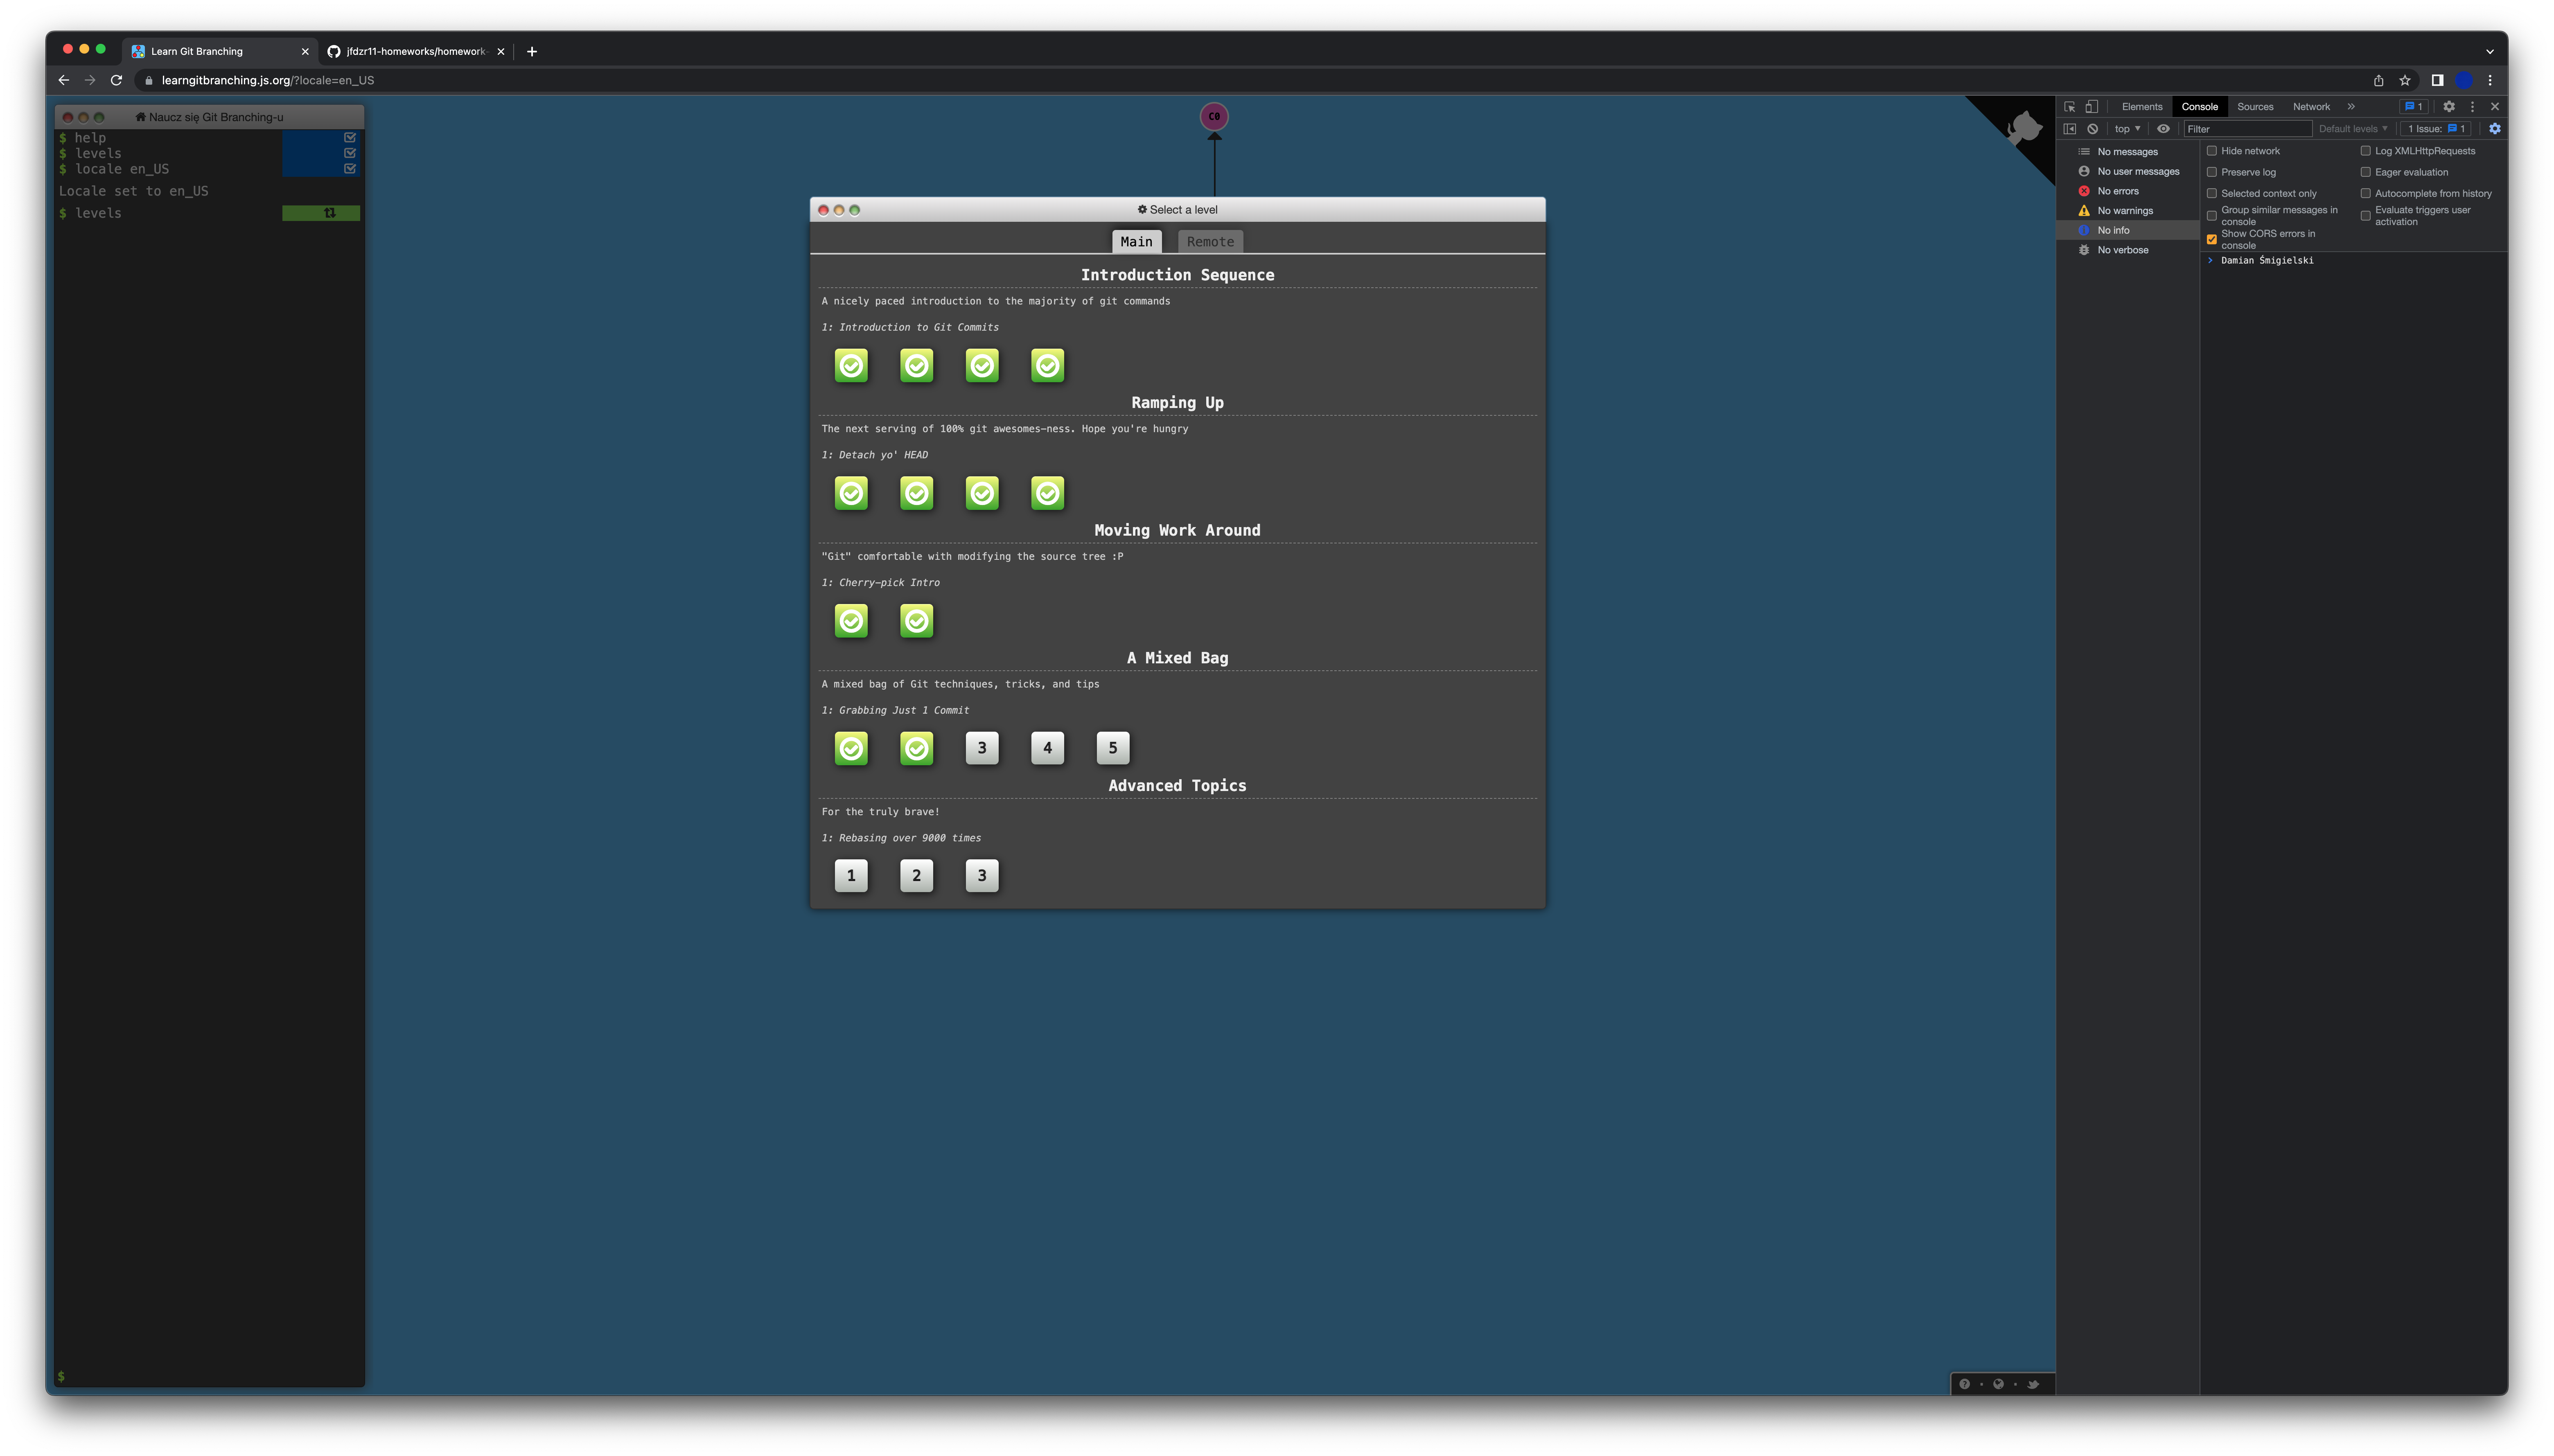 Learn Git Branching
jfdzr11-homeworks/homework-
learngitbranching.js.org/?locale=en_US
Naucz się Git Branching-u
$ help
$ levels
$ locale en_US
Locale set to en_US
$ levels
$
C0
Select a level
Main Remote
Introduction Sequence
A nicely paced introduction to the majority of git commands
1: Introduction to Git Commits
Ramping Up
The next serving of 100% git awesomes-ness. Hope you're hungry
1: Detach yo' HEAD
Moving Work Around
"Git" comfortable with modifying the source tree :P
1: Cherry-pick Intro
A Mixed Bag
A mixed bag of Git techniques, tricks, and tips
1: Grabbing Just 1 Commit
3 4 5
Advanced Topics
For the truly brave!
1: Rebasing over 9000 times
1 2 3
Elements Console Sources Network » 1
top Filter Default levels 1 Issue: 1
No messages
No user messages
No errors
No warnings
No info
No verbose
Hide network
Preserve log
Selected context only
Group similar messages in
console
Show CORS errors in
console
Log XMLHttpRequests
Eager evaluation
Autocomplete from history
Evaluate triggers user
activation
> Damian Śmigielski